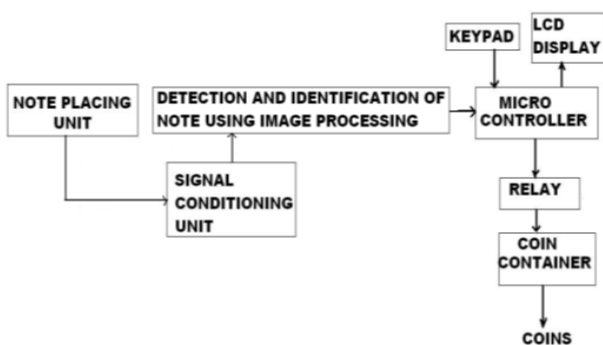 KEYPAD
LCD
DISPLAY
NOTE PLACING
UNIT
DETECTION AND IDENTIFICATION OF
NOTE USING IMAGE PROCESSING
MICRO
CONTROLLER
SIGNAL
CONDITIONING
UNIT
RELAY
COIN
CONTAINER
COINS